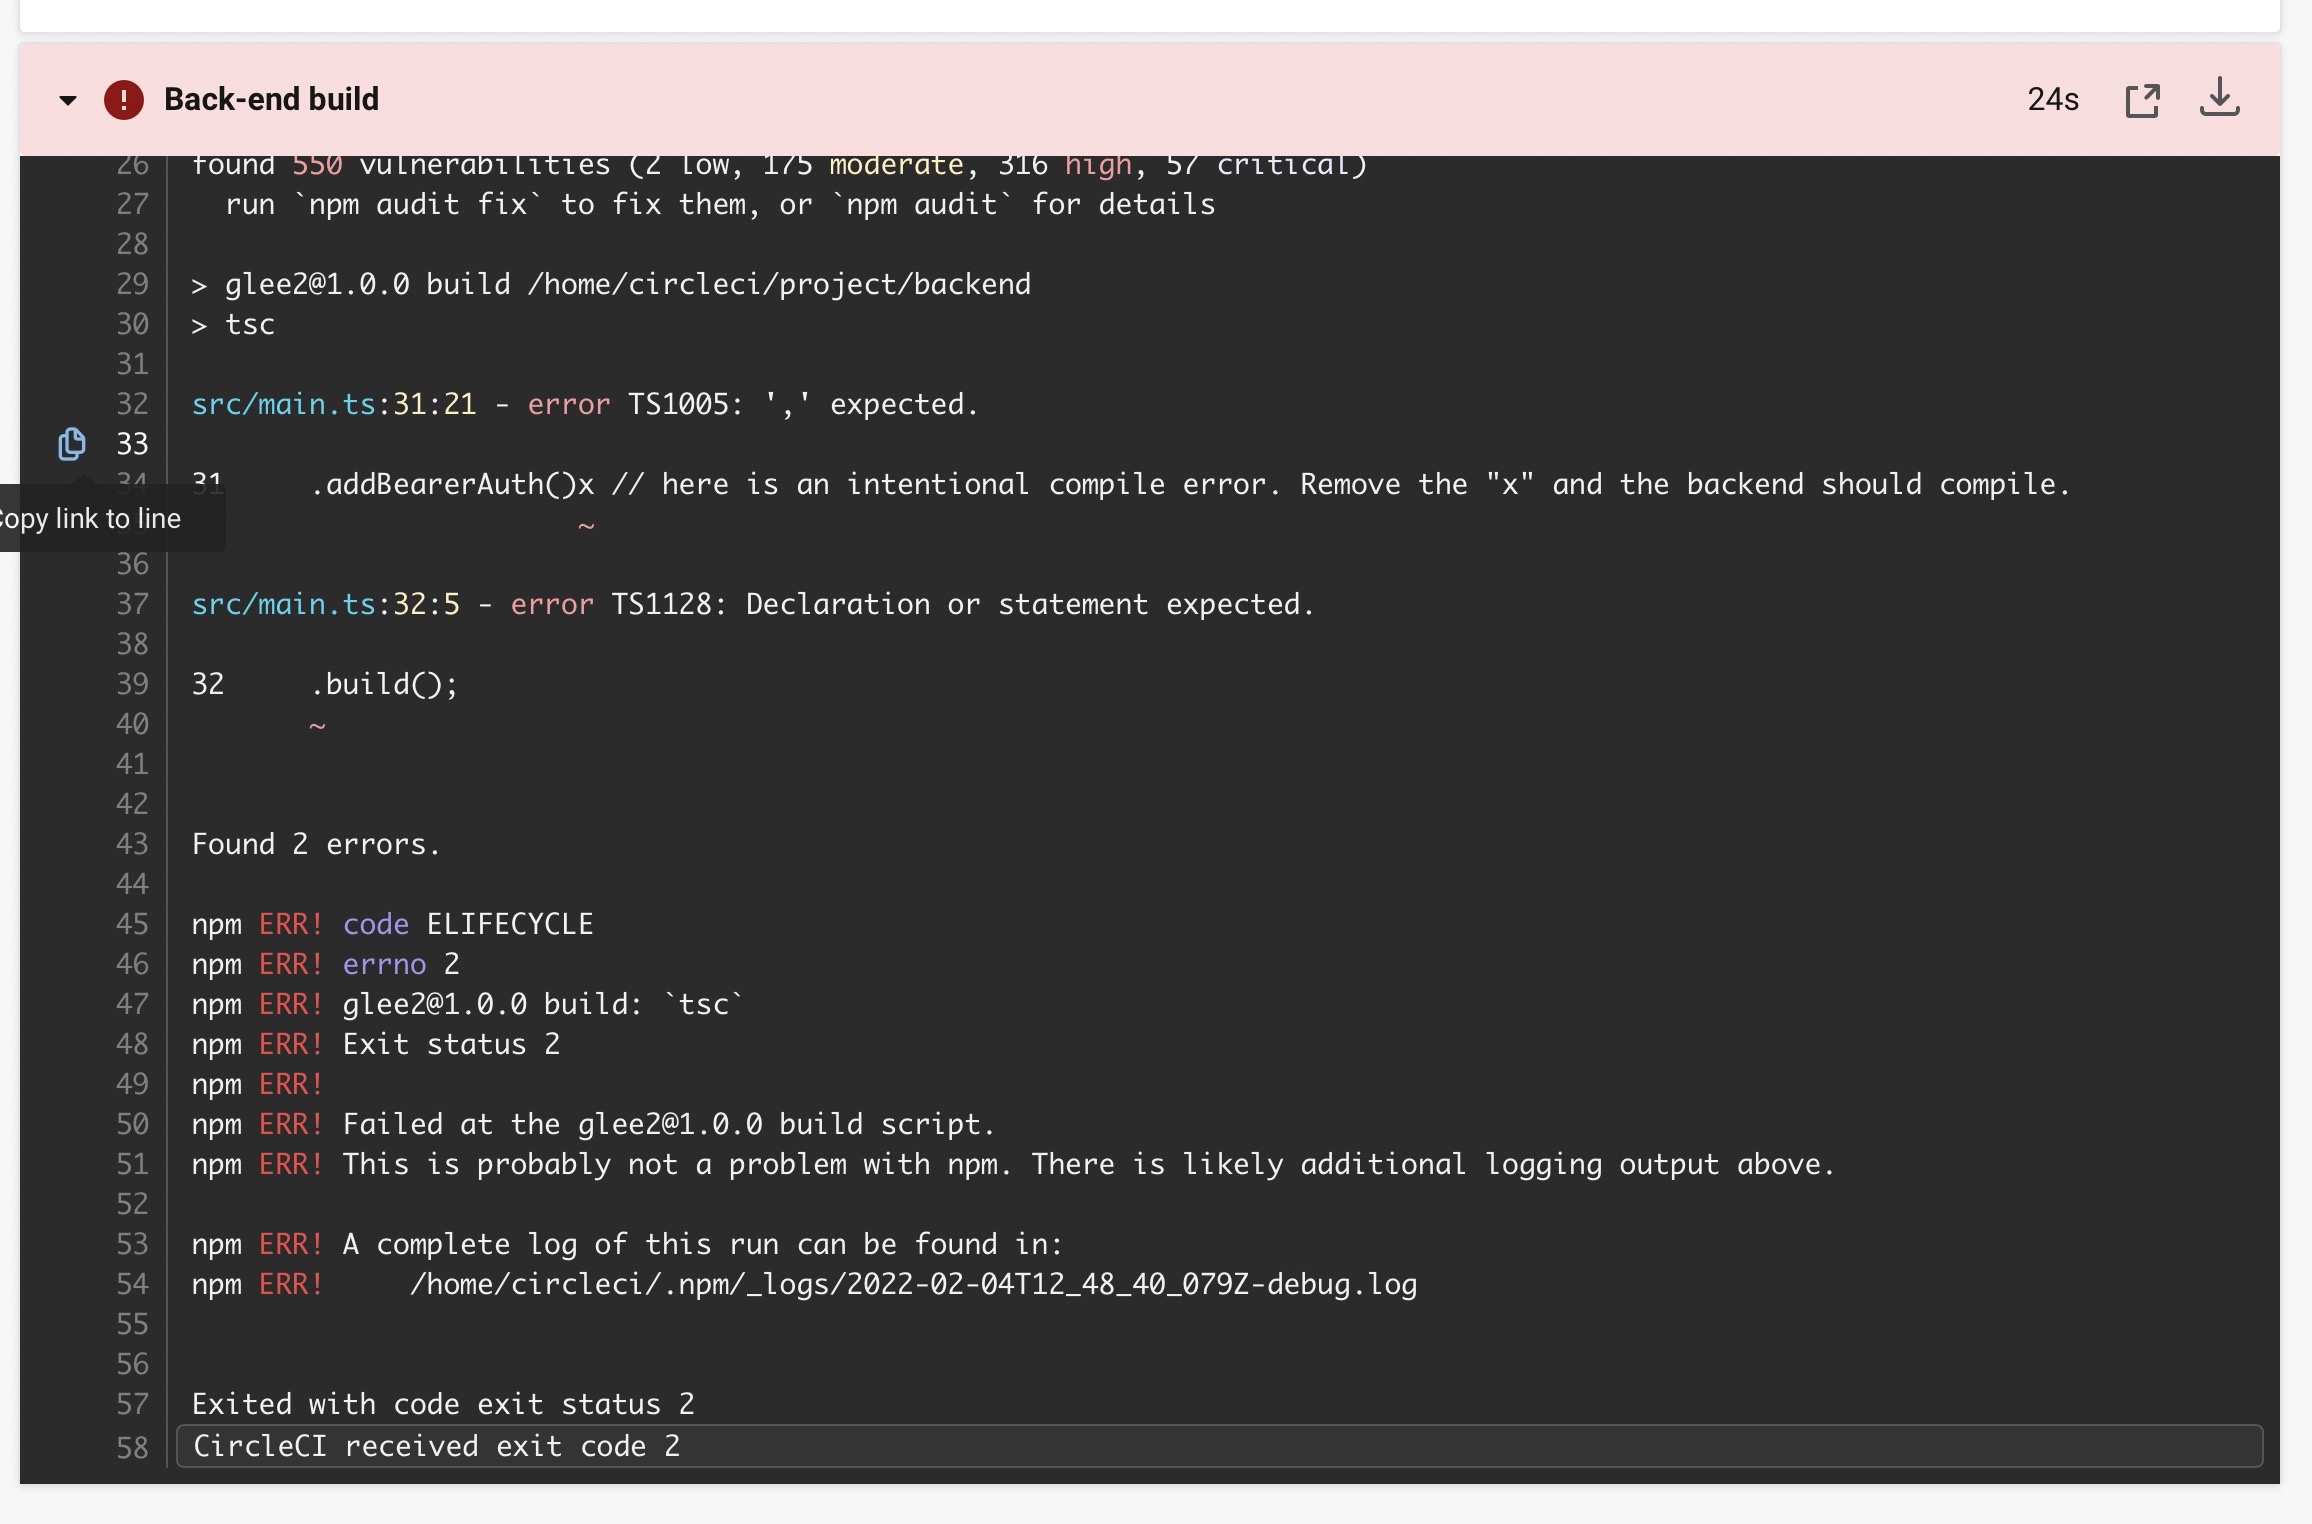 Back-end build 24s
26 found 550 vulnerabilities (2 low, 175 moderate, 316 high, 57 critical)
27 run `npm audit fix` to fix them, or `npm audit` for details
28
29 > glee2@1.0.0 build /home/circleci/project/backend
30 > tsc
31
32 src/main.ts:31:21 - error TS1005: ',' expected.
33
34 31 .addBearerAuth()x // here is an intentional compile error. Remove the "x" and the backend should compile.
opy link to line ~
36
37 src/main.ts:32:5 - error TS1128: Declaration or statement expected.
38
39 32 .build();
40 ~
41
42
43 Found 2 errors.
44
45 npm ERR! code ELIFECYCLE
46 npm ERR! errno 2
47 npm ERR! glee2@1.0.0 build: `tsc`
48 npm ERR! Exit status 2
49 npm ERR!
50 npm ERR! Failed at the glee2@1.0.0 build script.
51 npm ERR! This is probably not a problem with npm. There is likely additional logging output above.
52
53 npm ERR! A complete log of this run can be found in:
54 npm ERR! /home/circleci/.npm/_logs/2022-02-04T12_48_40_079Z-debug.log
55
56
57 Exited with code exit status 2
58 CircleCI received exit code 2